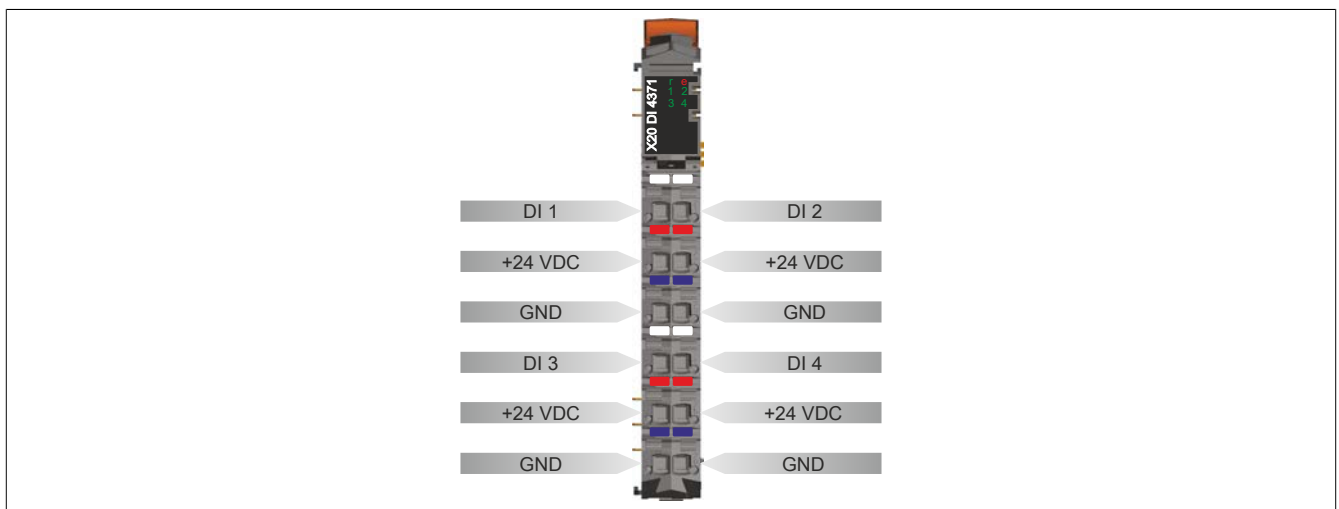 X20 DI 4371
r e
1 2
3 4
DI 1 DI 2
+24 VDC +24 VDC
GND GND
DI 3 DI 4
+24 VDC +24 VDC
GND GND